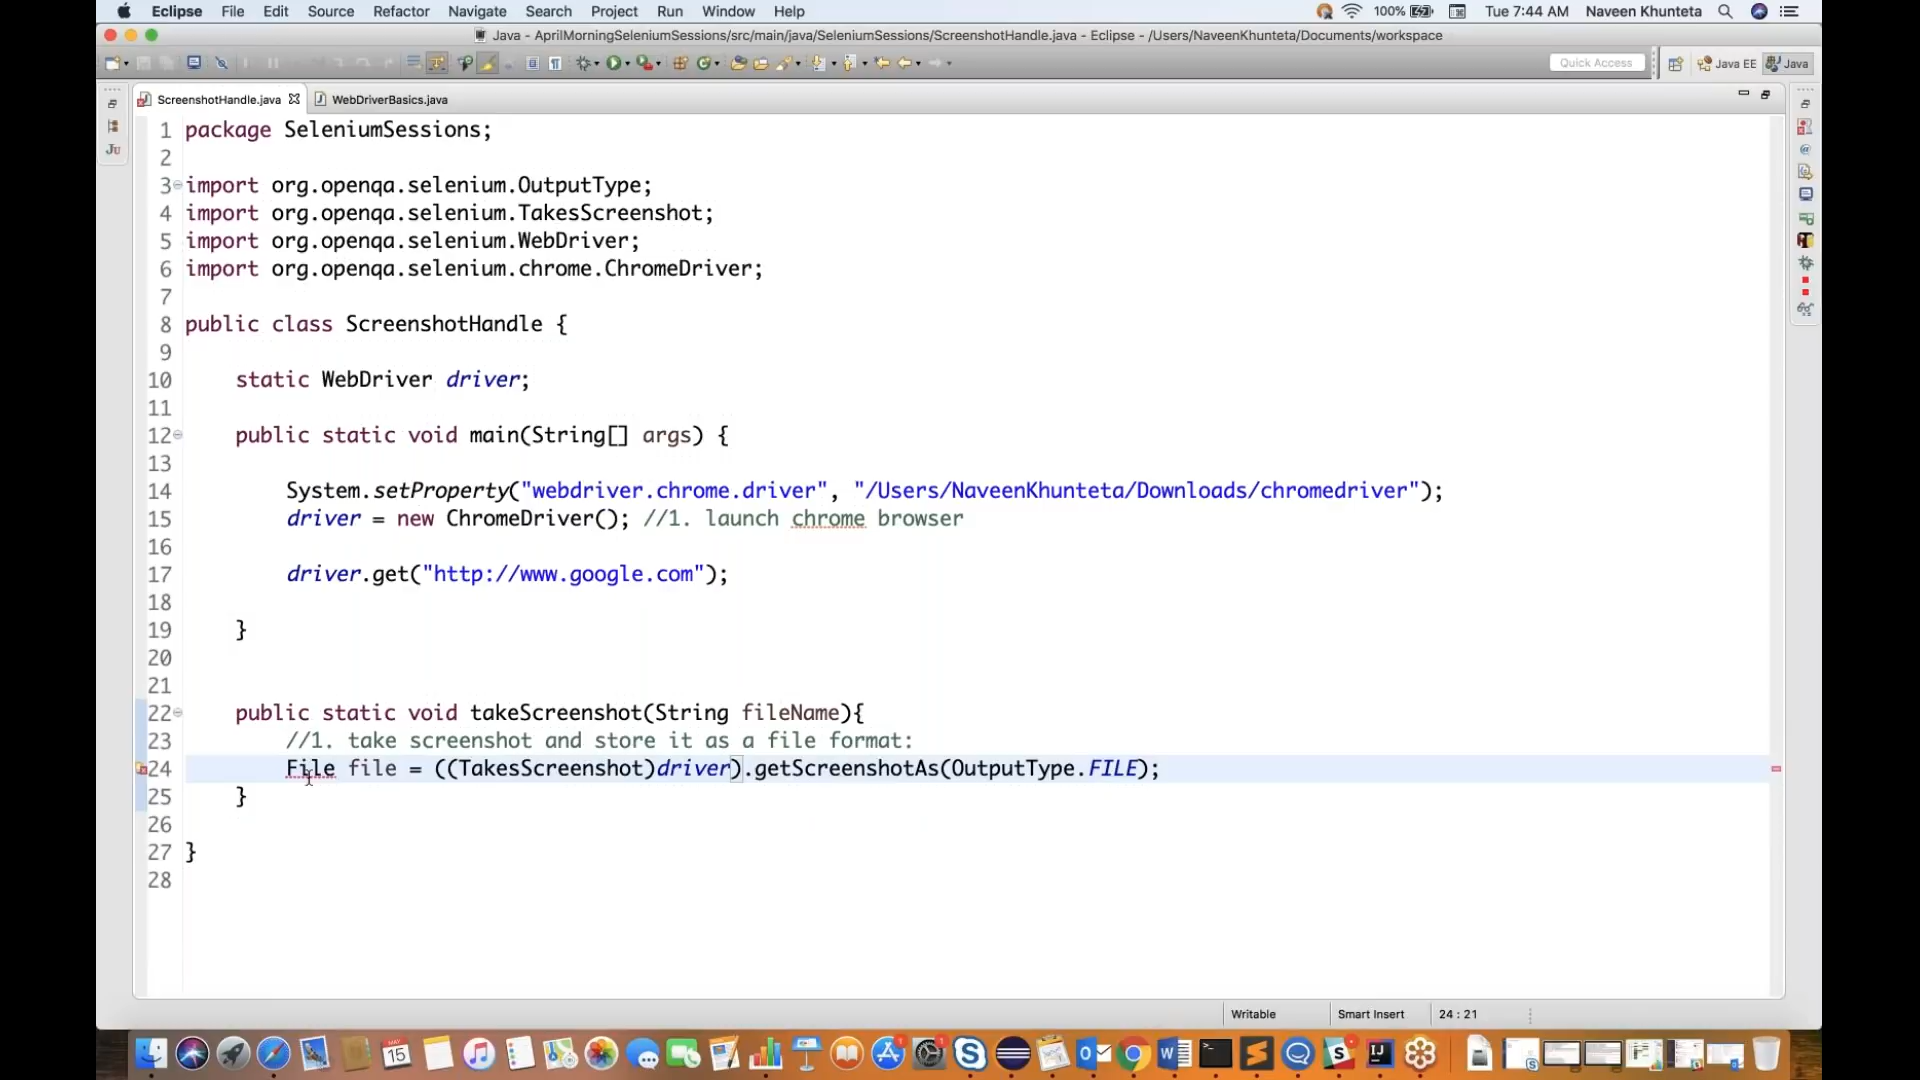 Eclipse File Edit Source Refactor Navigate Search Project Run Window Help 100% Tue 7:44 AM Naveen Khunteta
Java - AprilMorningSeleniumSessions/src/main/java/SeleniumSessions/ScreenshotHandle.java - Eclipse - /Users/NaveenKhunteta/Documents/workspace
Quick Access Java EE Java
ScreenshotHandle.java WebDriverBasics.java
1 package SeleniumSessions;
2
3 import org.openqa.selenium.OutputType;
4 import org.openqa.selenium.TakesScreenshot;
5 import org.openqa.selenium.WebDriver;
6 import org.openqa.selenium.chrome.ChromeDriver;
7
8 public class ScreenshotHandle {
9
10 static WebDriver driver;
11
12 public static void main(String[] args) {
13
14 System.setProperty("webdriver.chrome.driver", "/Users/NaveenKhunteta/Downloads/chromedriver");
15 driver = new ChromeDriver(); //1. launch chrome browser
16
17 driver.get("http://www.google.com");
18
19 }
20
21
22 public static void takeScreenshot(String fileName){
23 //1. take screenshot and store it as a file format:
24 File file = ((TakesScreenshot)driver).getScreenshotAs(OutputType.FILE);
25 }
26
27 }
28
Writable Smart Insert 24 : 21